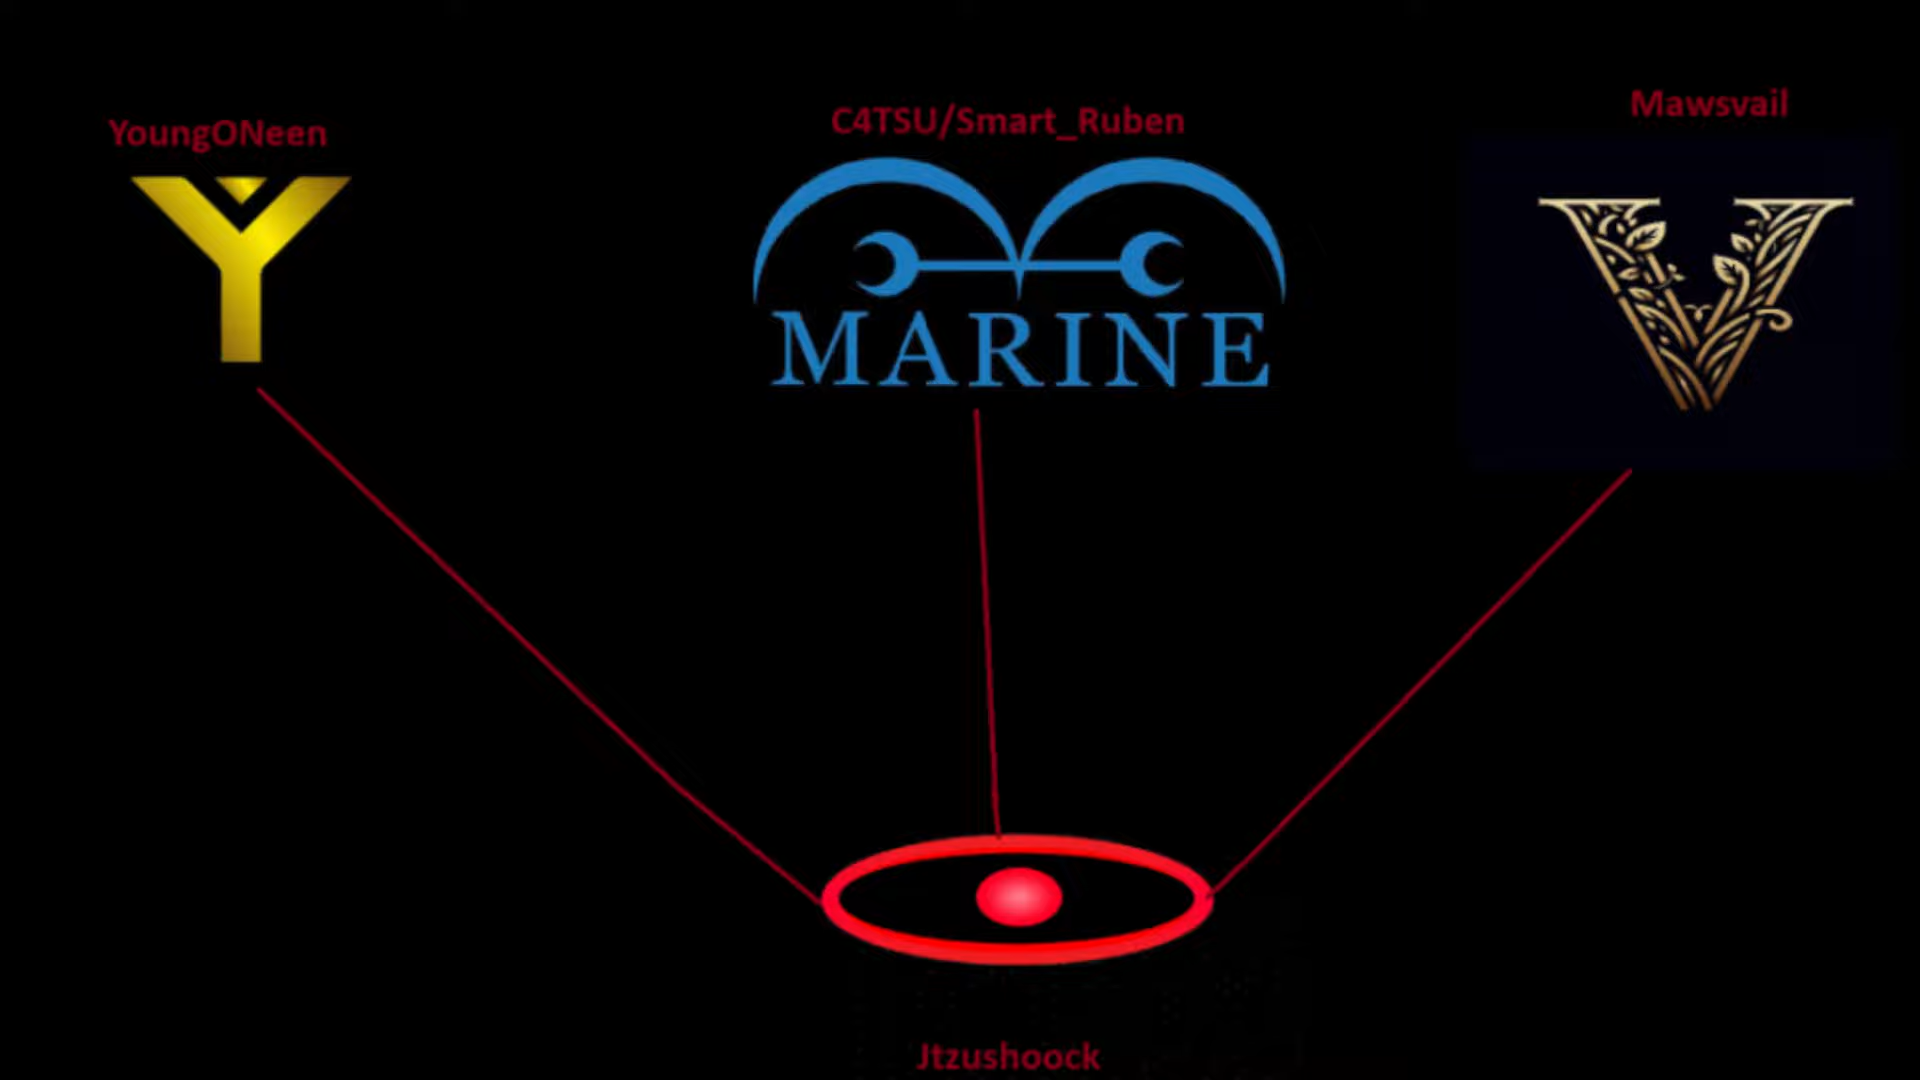 YoungONeen
C4TSU/Smart_Ruben
Mawsvail
Y
MARINE
V
Jtzushoock